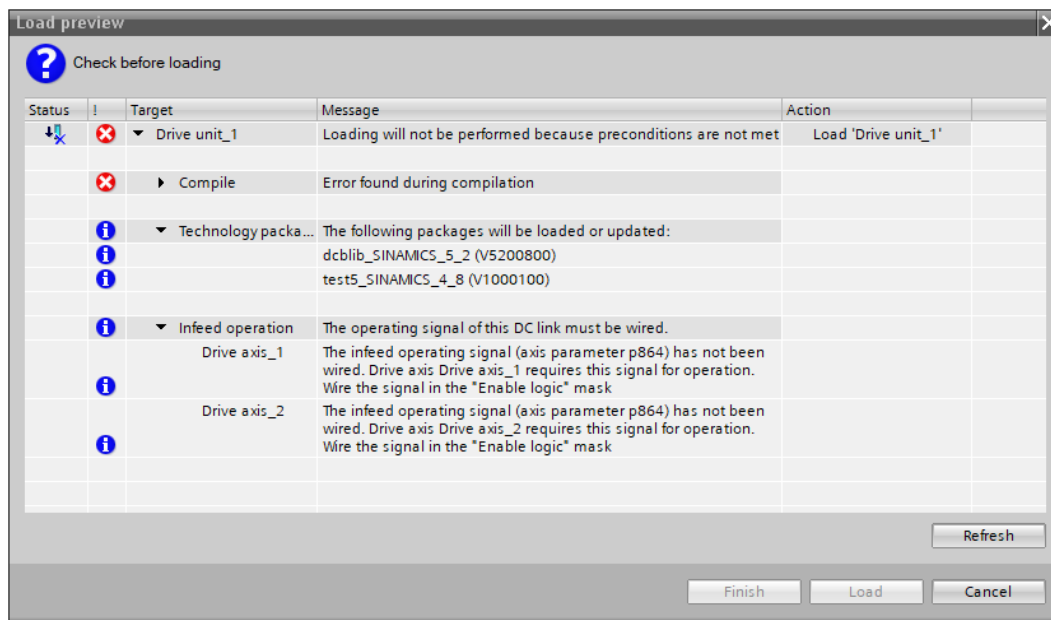 Load preview
Check before loading
Status ! Target Message Action
Drive unit_1 Loading will not be performed because preconditions are not met Load 'Drive unit_1'
Compile Error found during compilation
Technology packa... The following packages will be loaded or updated:
dcblib_SINAMICS_5_2 (V5200800)
test5_SINAMICS_4_8 (V1000100)
Infeed operation The operating signal of this DC link must be wired.
Drive axis_1 The infeed operating signal (axis parameter p864) has not been
wired. Drive axis Drive axis_1 requires this signal for operation.
Wire the signal in the "Enable logic" mask
Drive axis_2 The infeed operating signal (axis parameter p864) has not been
wired. Drive axis Drive axis_2 requires this signal for operation.
Wire the signal in the "Enable logic" mask
Refresh
Finish Load Cancel